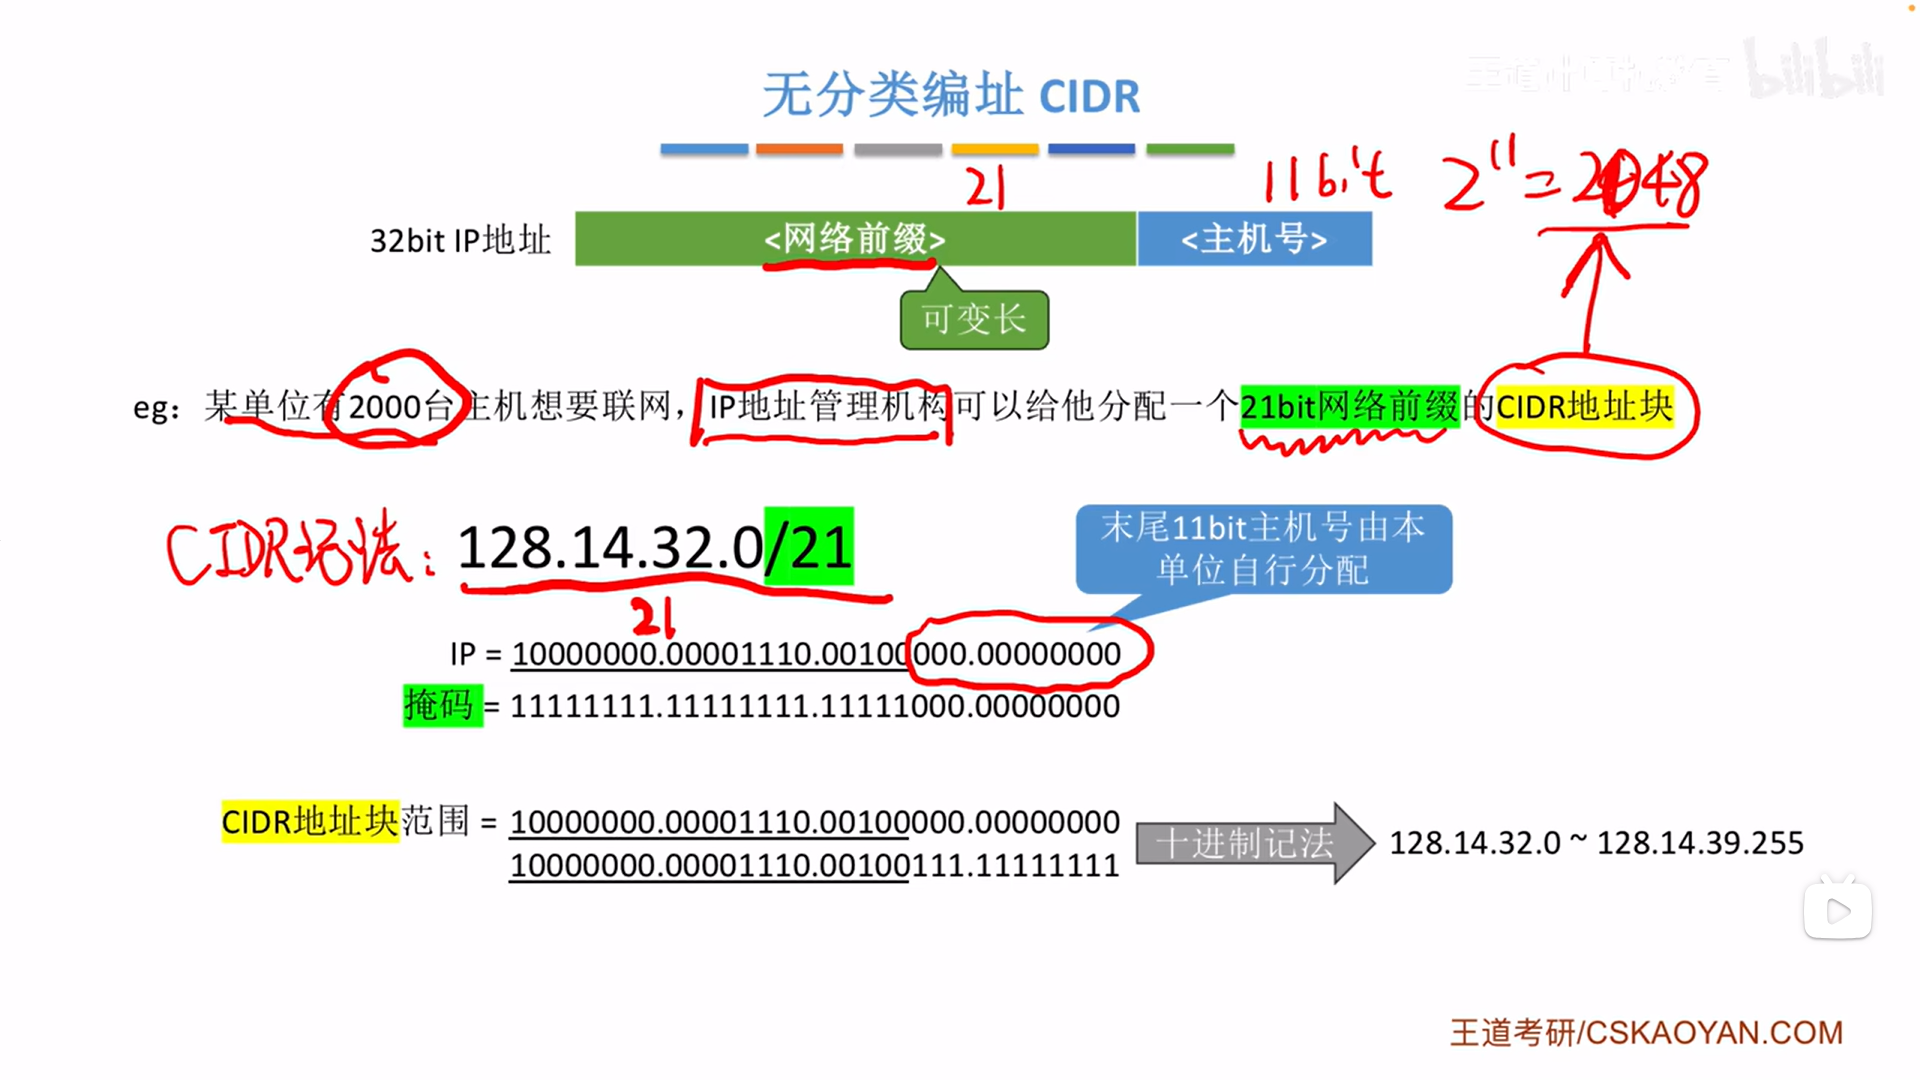 无分类编址 CIDR
21
11bit 2^11=2048
32bit IP地址 <网络前缀> <主机号>
可变长
eg：某单位有2000台主机想要联网，IP地址管理机构可以给他分配一个21bit网络前缀的CIDR地址块
CIDR记法：128.14.32.0/21
末尾11bit主机号由本
单位自行分配
21
IP = 10000000.00001110.00100000.00000000
掩码 = 11111111.11111111.11111000.00000000
CIDR地址块范围 = 10000000.00001110.00100000.00000000
10000000.00001110.00100111.11111111
十进制记法
128.14.32.0 ~ 128.14.39.255
王道考研/CSKAOYAN.COM
bilibili